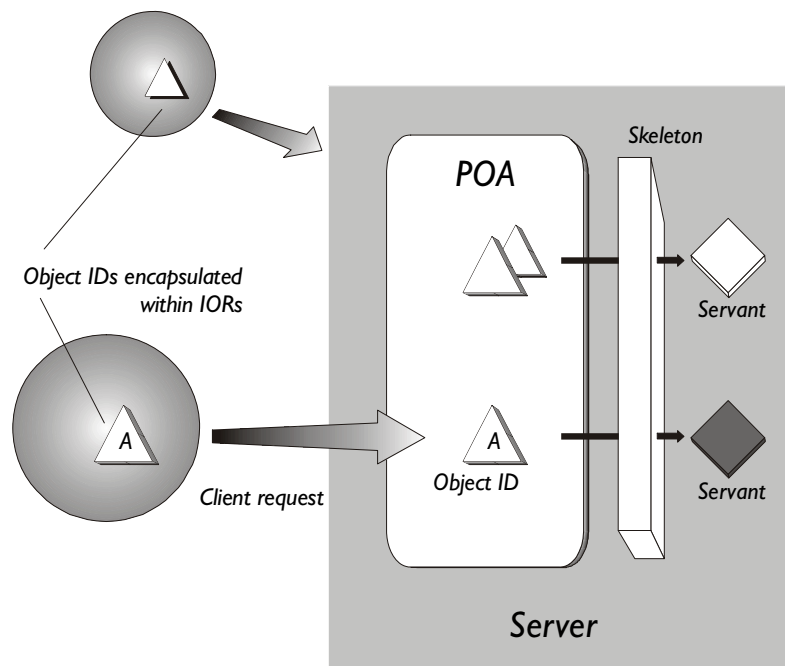 Skeleton
POA
Object IDs encapsulated
within IORs
Servant
A
A
Object ID
Client request
Servant
Server